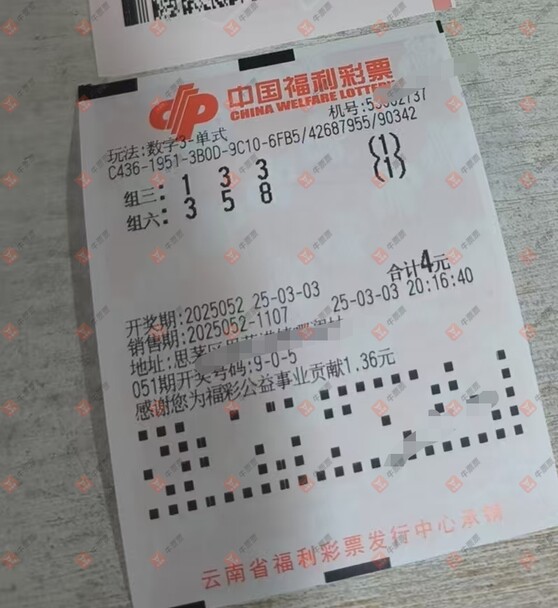 中国福利彩票
CHINA WELFARE LOTTERY
玩法:数字3-单式
C436-1951-3B0D-9C10-6FB5/42687955/90342
组三: 1 3 3 (1)
组六: 3 5 8 (1)
合计4元
开奖期:2025052 25-03-03
销售期:2025052-1107 25-03-03 20:16:40
地址:思茅区
051期开奖号码:9-0-5
感谢您为福彩公益事业贡献1.36元
云南省福利彩票发行中心承销